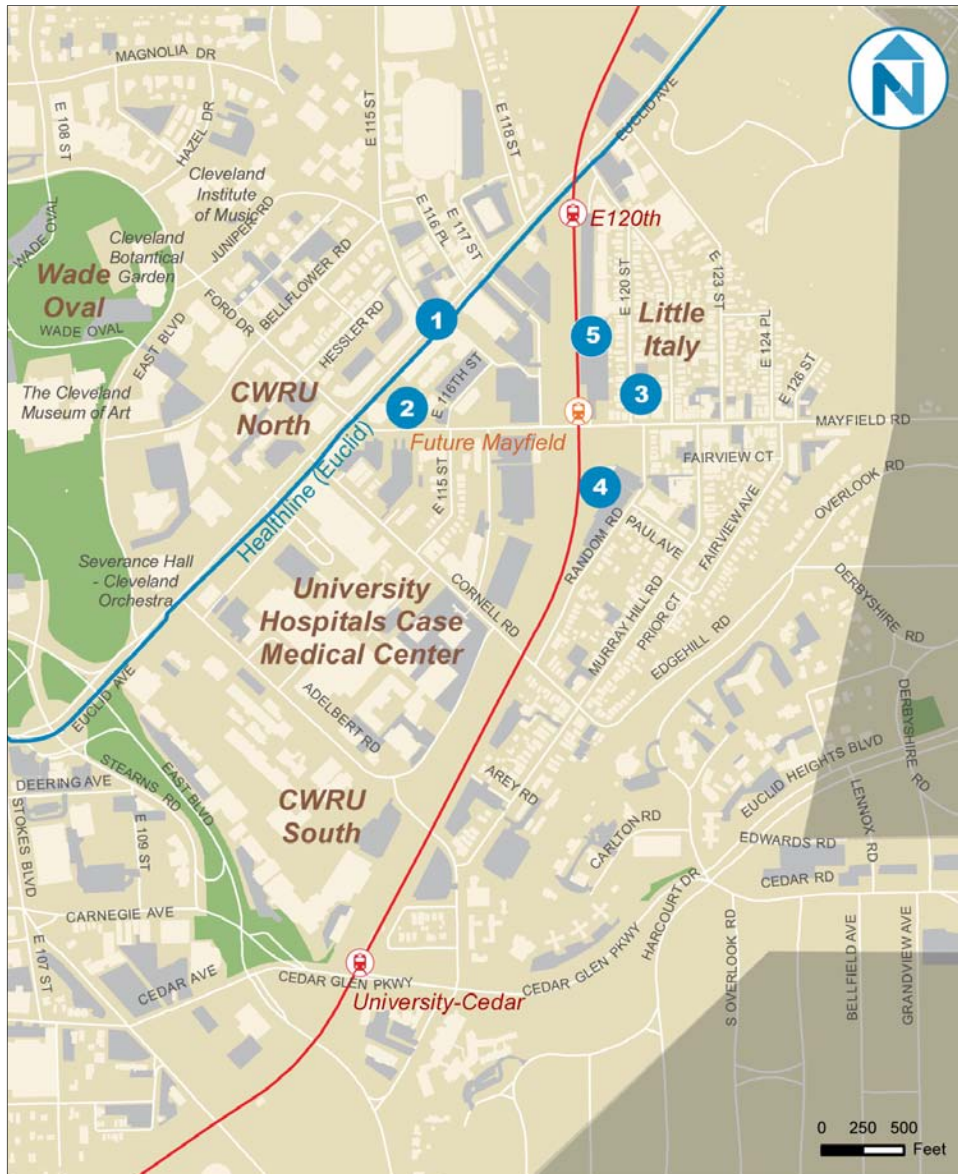 MAGNOLIA DR
E 108 ST
HAZEL DR
E 115 ST
E 118 ST
EUCLID AVE
N
Cleveland
Institute
of Music
WADE OVAL
Cleveland
Botanical
Garden
JUNIPER RD
E 116 PL
E 117 ST
E120th
Wade
Oval
FORD DR
BELLFLOWER RD
E 120 ST
E 123 ST
WADE OVAL
EAST BLVD
HESSLER RD
1
5
Little
Italy
E 124 PL
The Cleveland
Museum of Art
CWRU
North
2
E 116TH ST
3
E 126 ST
MAYFIELD RD
Future Mayfield
Healthline (Euclid)
E 115 ST
FAIRVIEW CT
OVERLOOK RD
4
RANDOM RD
PAUL AVE
FAIRVIEW AVE
Severance Hall
- Cleveland
Orchestra
University
Hospitals Case
Medical Center
CORNELL RD
MURRAY HILL RD
PRIOR CT
EDGEHILL RD
DERBYSHIRE RD
EUCLID AVE
ADELBERT RD
DERBYSHIRE RD
DEERING AVE
STEARNS RD
EAST BLVD
AREY RD
EUCLID HEIGHTS BLVD
STOKES BLVD
E 109 ST
CWRU
South
CARLTON RD
LENNOX RD
EDWARDS RD
CEDAR RD
CARNEGIE AVE
HARCOURT DR
E 107 ST
CEDAR AVE
CEDAR GLEN PKWY
CEDAR GLEN PKWY
University-Cedar
S OVERLOOK RD
BELLFIELD AVE
GRANDVIEW AVE
0 250 500
Feet